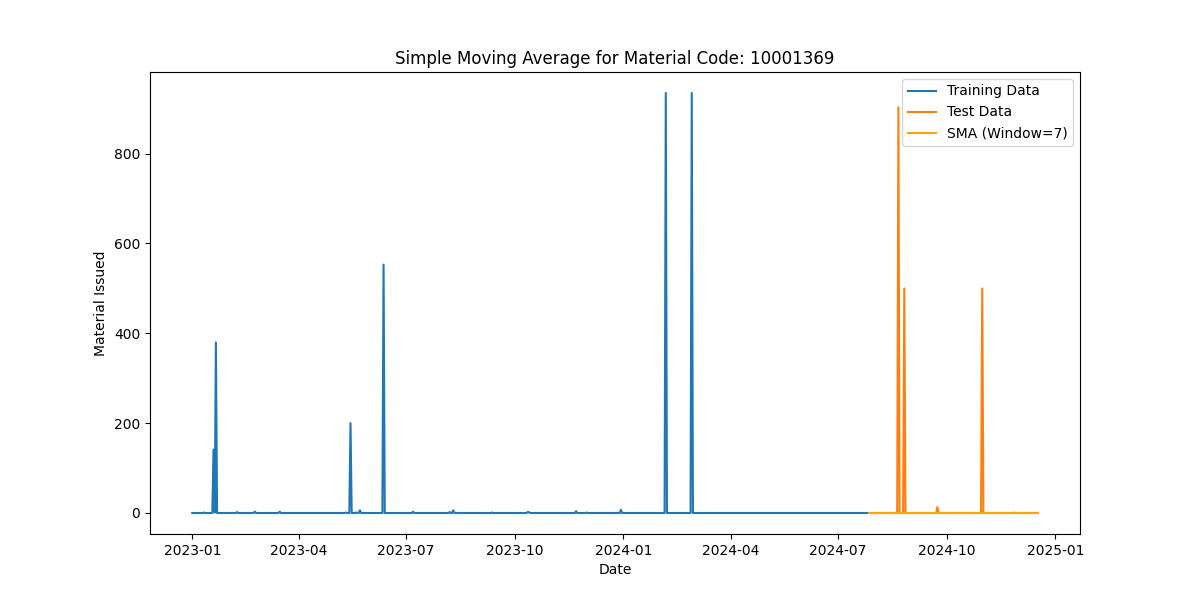 Simple Moving Average for Material Code: 10001369
Training Data
Test Data
SMA (Window=7)
Material Issued
800
600
400
200
0
2023-01 2023-04 2023-07 2023-10 2024-01 2024-04 2024-07 2024-10 2025-01
Date